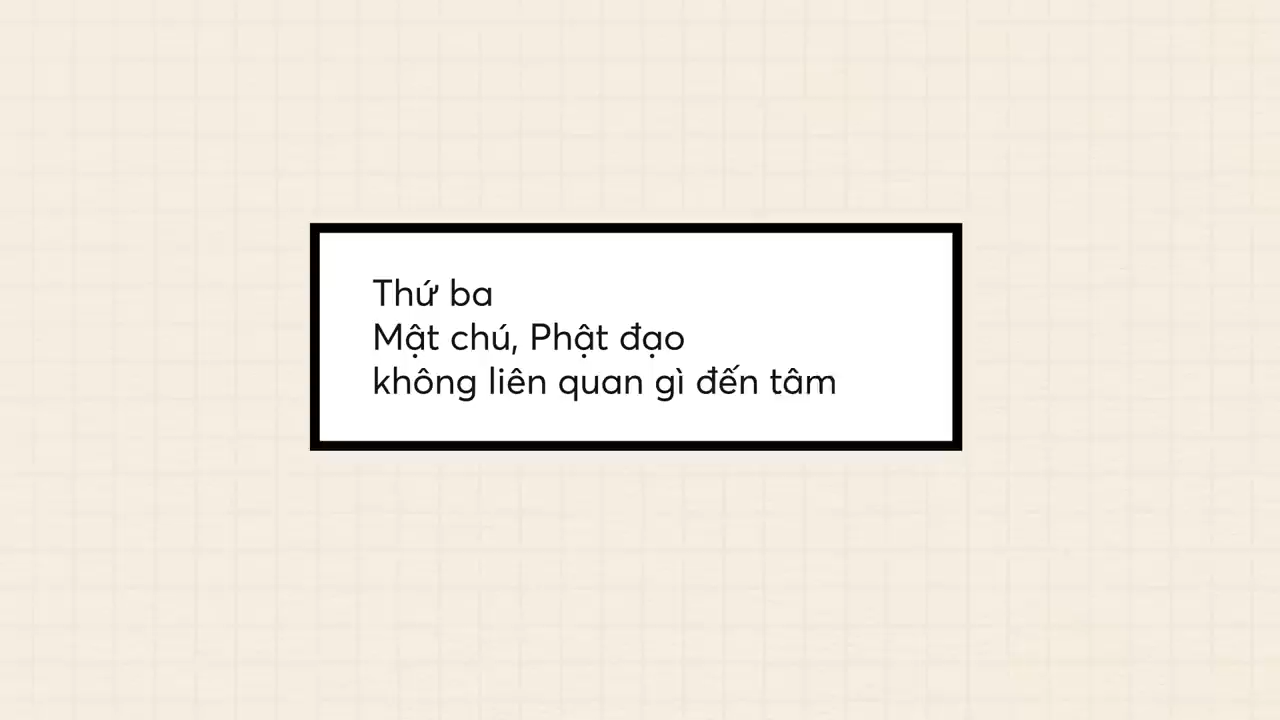 Thứ ba
Mật chú, Phật đạo
không liên quan gì đến tâm